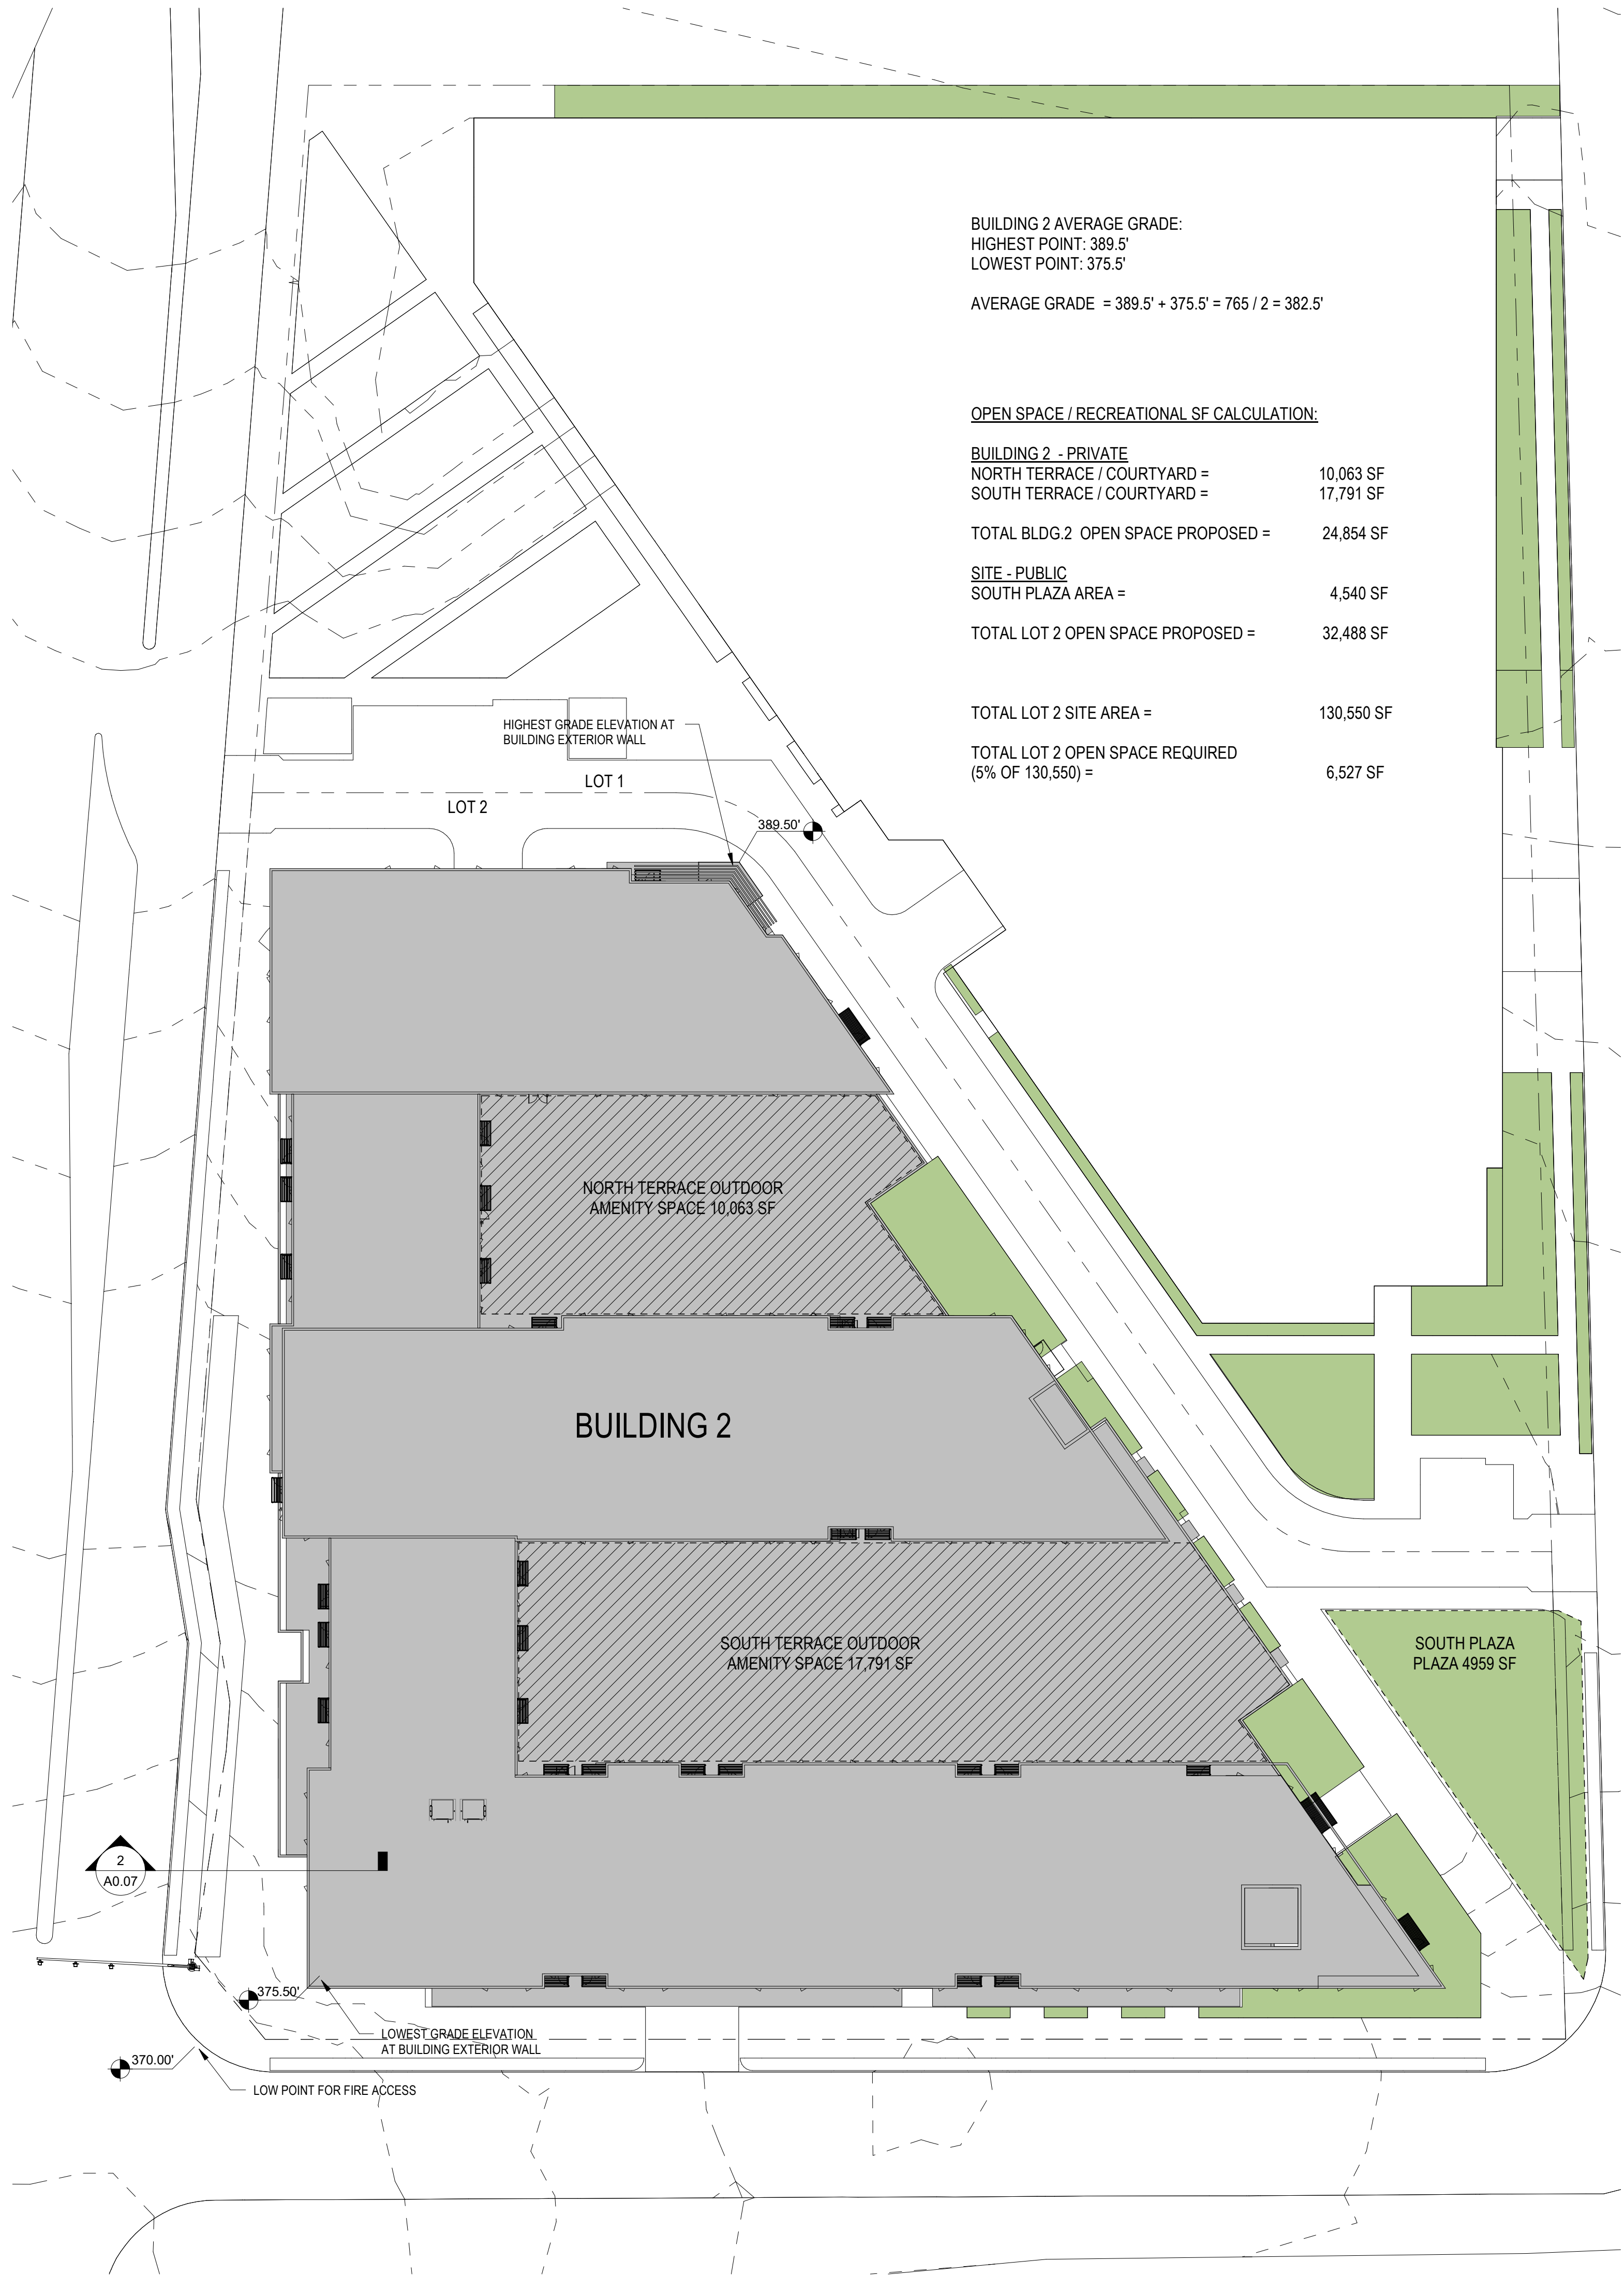 BUILDING 2 AVERAGE GRADE:
HIGHEST POINT: 389.5'
LOWEST POINT: 375.5'
AVERAGE GRADE = 389.5' + 375.5' = 765 / 2 = 382.5'
OPEN SPACE / RECREATIONAL SF CALCULATION:
BUILDING 2 - PRIVATE
NORTH TERRACE / COURTYARD = 10,063 SF
SOUTH TERRACE / COURTYARD = 17,791 SF
TOTAL BLDG.2 OPEN SPACE PROPOSED = 24,854 SF
SITE - PUBLIC
SOUTH PLAZA AREA = 4,540 SF
TOTAL LOT 2 OPEN SPACE PROPOSED = 32,488 SF
TOTAL LOT 2 SITE AREA = 130,550 SF
TOTAL LOT 2 OPEN SPACE REQUIRED
(5% OF 130,550) = 6,527 SF
HIGHEST GRADE ELEVATION AT
BUILDING EXTERIOR WALL
LOT 1
LOT 2
389.50'
NORTH TERRACE OUTDOOR
AMENITY SPACE 10,063 SF
BUILDING 2
SOUTH TERRACE OUTDOOR
AMENITY SPACE 17,791 SF
SOUTH PLAZA
PLAZA 4959 SF
2
A0.07
375.50'
LOWEST GRADE ELEVATION
AT BUILDING EXTERIOR WALL
370.00'
LOW POINT FOR FIRE ACCESS